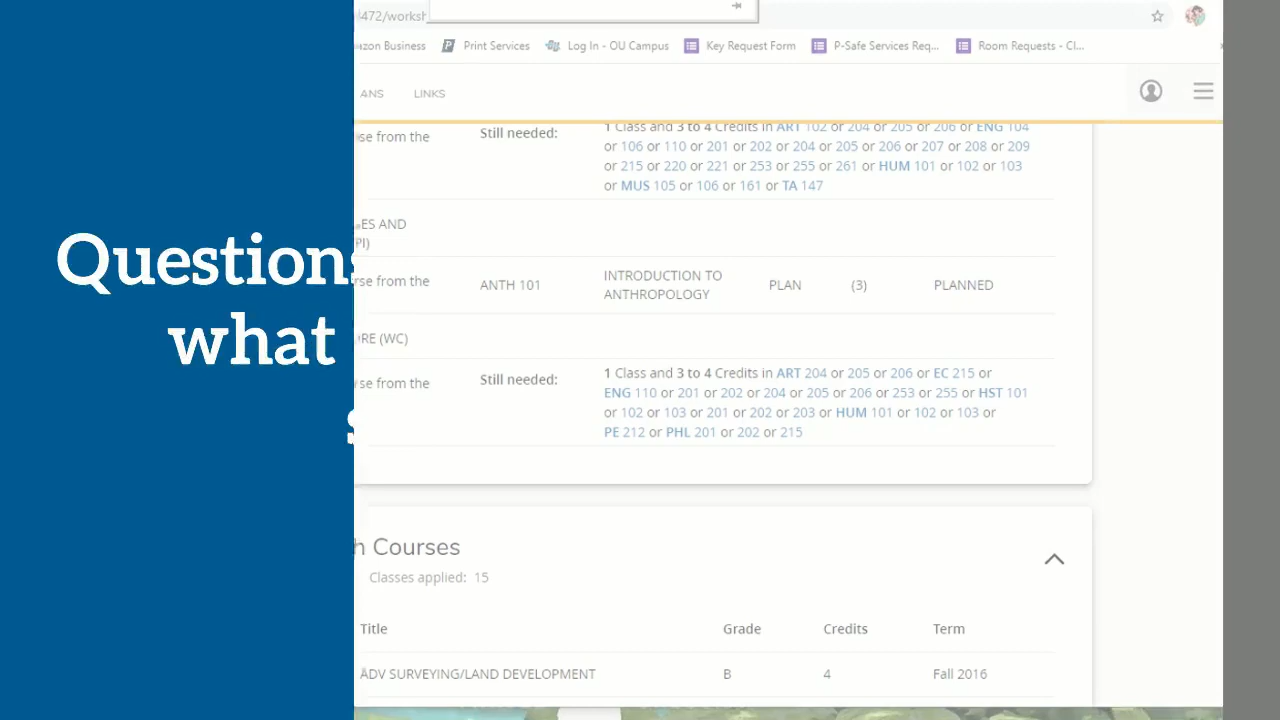 472/worksh
zon Business Print Services Log In - OU Campus Key Request Form P-Safe Services Req... Room Requests - Cl...
ANS LINKS
se from the Still needed: 1 Class and 3 to 4 Credits in ART 102 or 204 or 205 or 206 or ENG 104
or 106 or 110 or 201 or 202 or 204 or 205 or 206 or 207 or 208 or 209
or 215 or 220 or 221 or 253 or 255 or 261 or HUM 101 or 102 or 103
or MUS 105 or 106 or 161 or TA 147
ES AND
PI)
Questions
what
rse from the ANTH 101 INTRODUCTION TO ANTHROPOLOGY PLAN (3) PLANNED
RE (WC)
se from the Still needed: 1 Class and 3 to 4 Credits in ART 204 or 205 or 206 or EC 215 or
ENG 110 or 201 or 202 or 204 or 205 or 206 or 253 or 255 or HST 101
or 102 or 103 or 201 or 202 or 203 or HUM 101 or 102 or 103 or
PE 212 or PHL 201 or 202 or 215
h Courses
Classes applied: 15
Title Grade Credits Term
ADV SURVEYING/LAND DEVELOPMENT B 4 Fall 2016